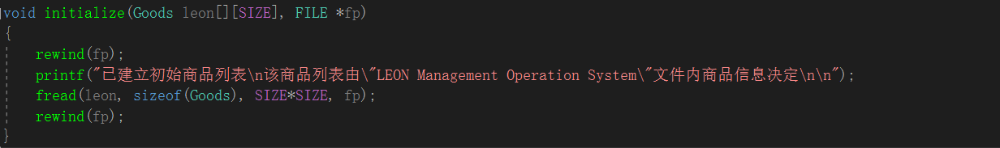 void initialize(Goods leon[][SIZE], FILE *fp)
{
rewind(fp);
printf("已建立初始商品列表\n该商品列表由\"LEON Management Operation System\"文件内商品信息决定\n\n");
fread(leon, sizeof(Goods), SIZE*SIZE, fp);
rewind(fp);
}